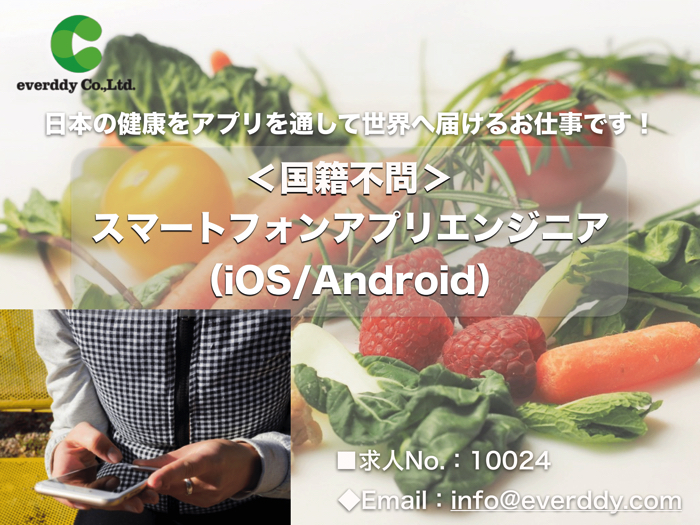 everddy Co.,Ltd.
日本の健康をアプリを通して世界へ届けるお仕事です！
＜国籍不問＞
スマートフォンアプリエンジニア
（iOS/Android）
■求人No.：10024
◆Email：info@everddy.com